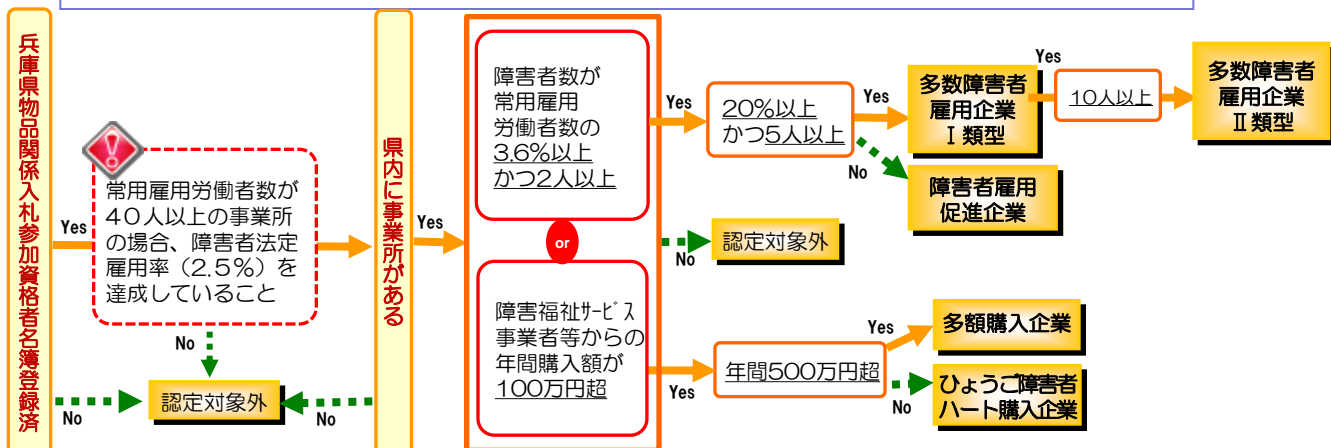 兵庫県物品関係入札参加資格者名簿登録済
Yes
No
常用雇用労働者数が
40人以上の事業所
の場合、障害者法定
雇用率（2.5％）を
達成していること
No
認定対象外
県内に事業所がある
Yes
No
障害者数が
常用雇用
労働者数の
3.6％以上
かつ2人以上
or
障害福祉ｻｰﾋﾞｽ
事業者等からの
年間購入額が
100万円超
Yes
20％以上
かつ5人以上
Yes
多数障害者
雇用企業
Ⅰ類型
Yes
10人以上
多数障害者
雇用企業
Ⅱ類型
No
障害者雇用
促進企業
No
認定対象外
Yes
年間500万円超
Yes
多額購入企業
No
ひょうご障害者
ハート購入企業